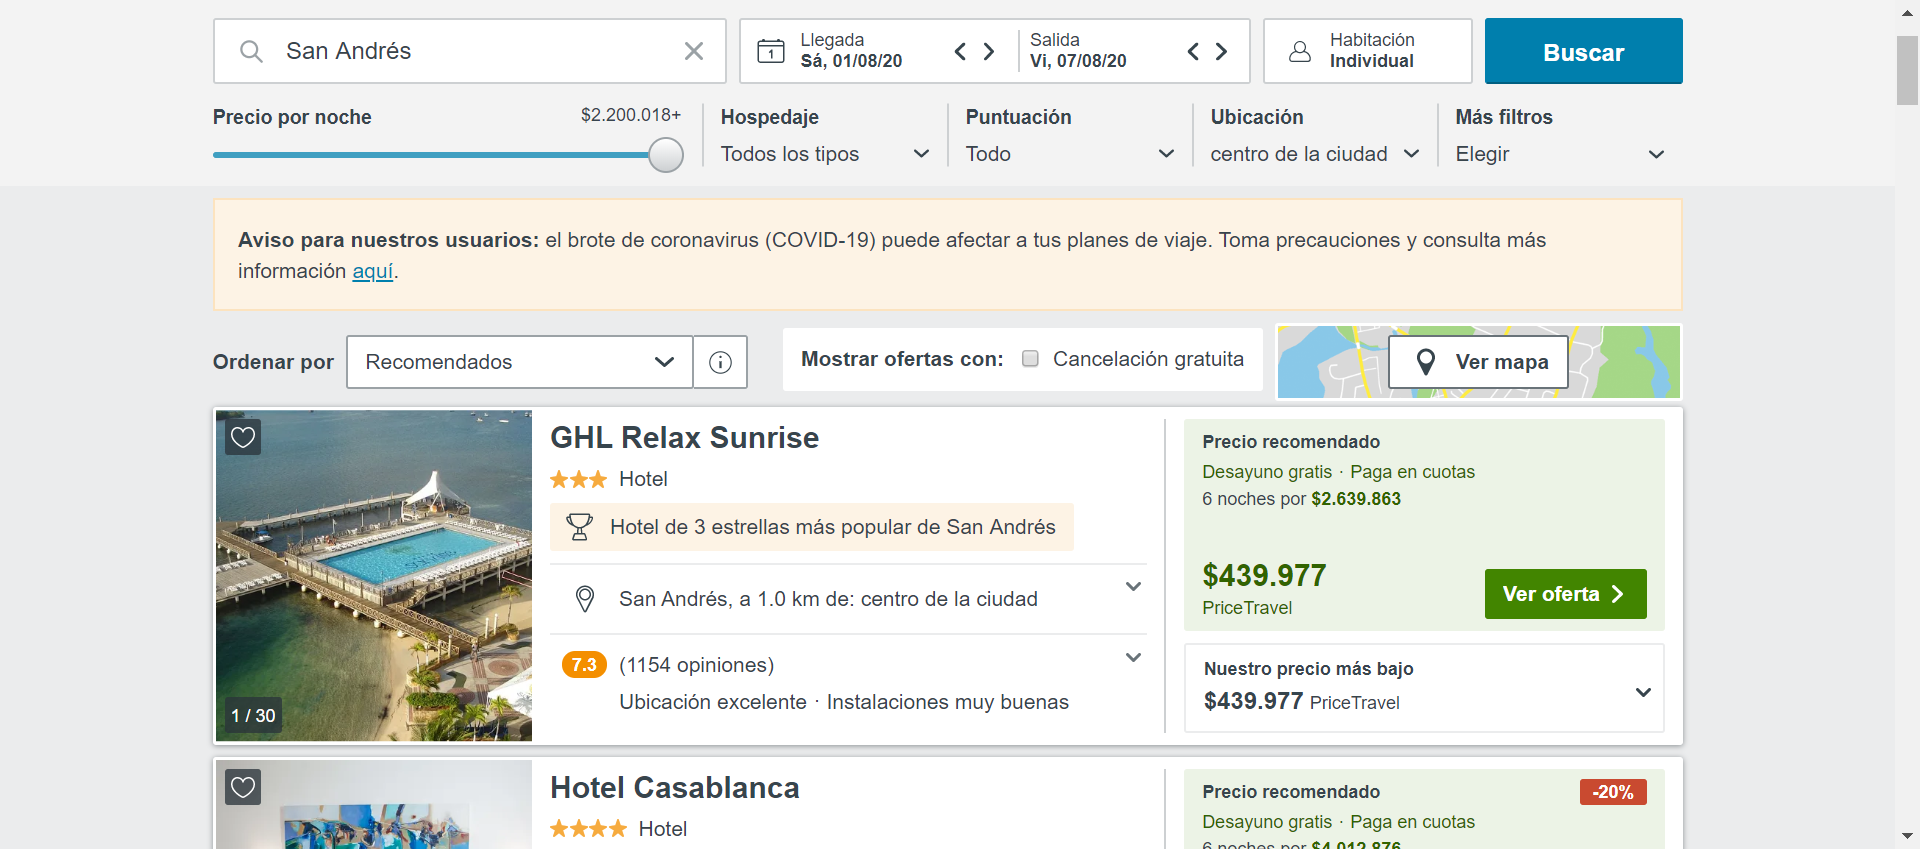 San Andrés
Llegada
Sá, 01/08/20
Salida
Vi, 07/08/20
Habitación
Individual
Buscar
Precio por noche
$2.200.018+
Hospedaje
Todos los tipos
Puntuación
Todo
Ubicación
centro de la ciudad
Más filtros
Elegir
Aviso para nuestros usuarios: el brote de coronavirus (COVID-19) puede afectar a tus planes de viaje. Toma precauciones y consulta más
información aquí.
Ordenar por
Recomendados
Mostrar ofertas con:
Cancelación gratuita
Ver mapa
1 / 30
GHL Relax Sunrise
Hotel
Hotel de 3 estrellas más popular de San Andrés
San Andrés, a 1.0 km de: centro de la ciudad
7.3 (1154 opiniones)
Ubicación excelente · Instalaciones muy buenas
Precio recomendado
Desayuno gratis · Paga en cuotas
6 noches por $2.639.863
$439.977
PriceTravel
Ver oferta
Nuestro precio más bajo
$439.977 PriceTravel
Hotel Casablanca
Hotel
Precio recomendado
-20%
Desayuno gratis · Paga en cuotas
6 noches por $4.012.876